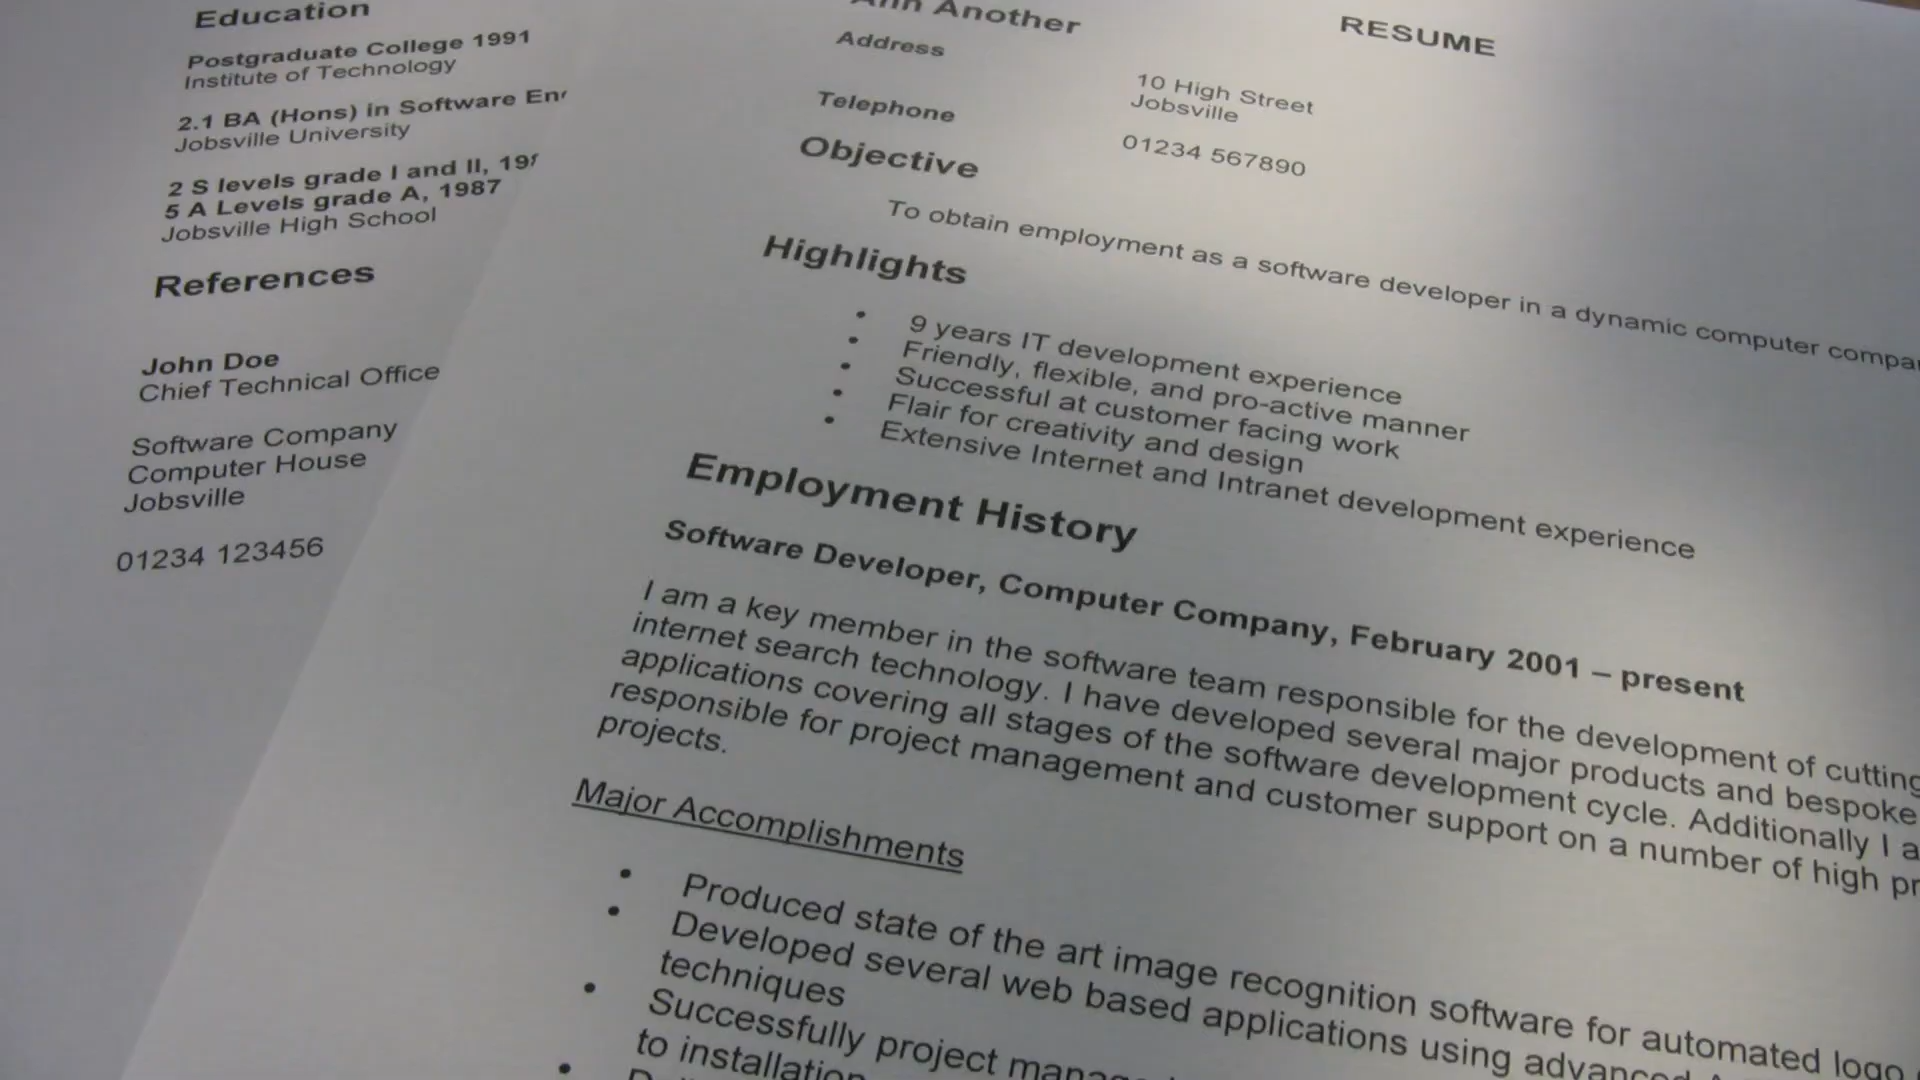 Education
Postgraduate College 1991
Institute of Technology
2.1 BA (Hons) in Software
Jobsville University
2 S levels grade I and II,
5 A Levels grade A, 1987
Jobsville High School
References
John Doe
Chief Technical Office
Software Company
Computer House
Jobsville
01234 123456
Ann Another
RESUME
Address
10 High Street
Jobsville
Telephone
01234 567890
Objective
To obtain employment as a software developer in a dynamic computer
Highlights
• 9 years IT development experience
• Friendly, flexible, and pro-active manner
• Successful at customer facing work
• Flair for creativity and design
• Extensive Internet and Intranet development experience
Employment History
Software Developer, Computer Company, February 2001 – present
I am a key member in the software team responsible for the development of cutting
internet search technology. I have developed several major products and bespoke
applications covering all stages of the software development cycle. Additionally I
responsible for project management and customer support on a number of high
projects.
Major Accomplishments
• Produced state of the art image recognition software for automated logo
• Developed several web based applications using advanced
techniques
• Successfully project
to installation